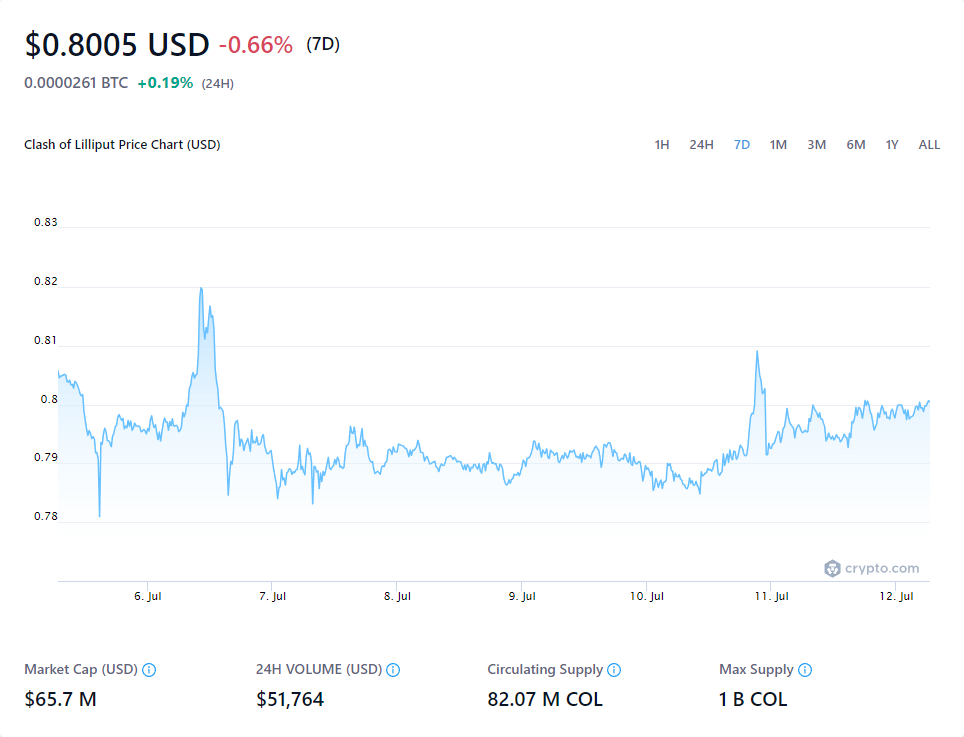 $0.8005 USD -0.66% (7D)
0.0000261 BTC +0.19% (24H)
Clash of Lilliput Price Chart (USD)
1H 24H 7D 1M 3M 6M 1Y ALL
0.83
0.82
0.81
0.8
0.79
0.78
crypto.com
6. Jul 7. Jul 8. Jul 9. Jul 10. Jul 11. Jul 12. Jul
Market Cap (USD) 24H VOLUME (USD) Circulating Supply Max Supply
$65.7 M $51,764 82.07 M COL 1 B COL